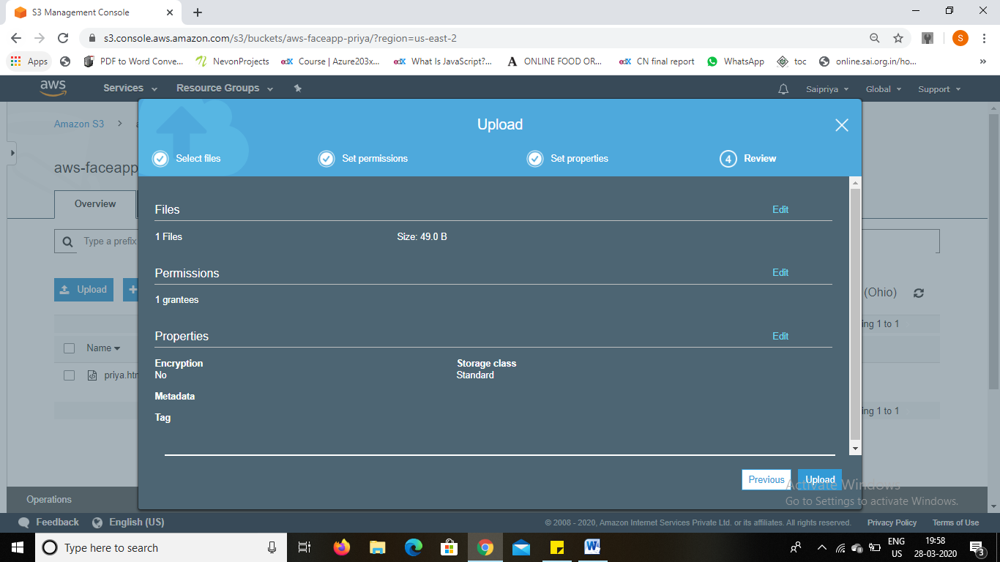 S3 Management Console
s3.console.aws.amazon.com/s3/buckets/aws-faceapp-priya/?region=us-east-2
S
Apps
PDF to Word Conve...
NevonProjects
edX Course | Azure203x...
edX What Is JavaScript?...
A ONLINE FOOD OR...
edX CN final report
WhatsApp
toc
online.sai.org.in/ho...
»
aws
Services
Resource Groups
Saipriya
Global
Support
Upload
Amazon S3 > a
Select files
Set permissions
Set properties
4 Review
aws-faceapp
Overview
Files
Edit
Type a prefix
1 Files
Size: 49.0 B
Permissions
Edit
Upload
+
(Ohio)
1 grantees
ing 1 to 1
Properties
Edit
Name
Encryption
Storage class
No
Standard
priya.htm
Metadata
ing 1 to 1
Tag
Previous
Upload
Activate Windows
Go to Settings to activate Windows.
Operations
Feedback
English (US)
© 2008 - 2020, Amazon Internet Services Private Ltd. or its affiliates. All rights reserved.
Privacy Policy
Terms of Use
Type here to search
ENG
US
19:58
28-03-2020
3